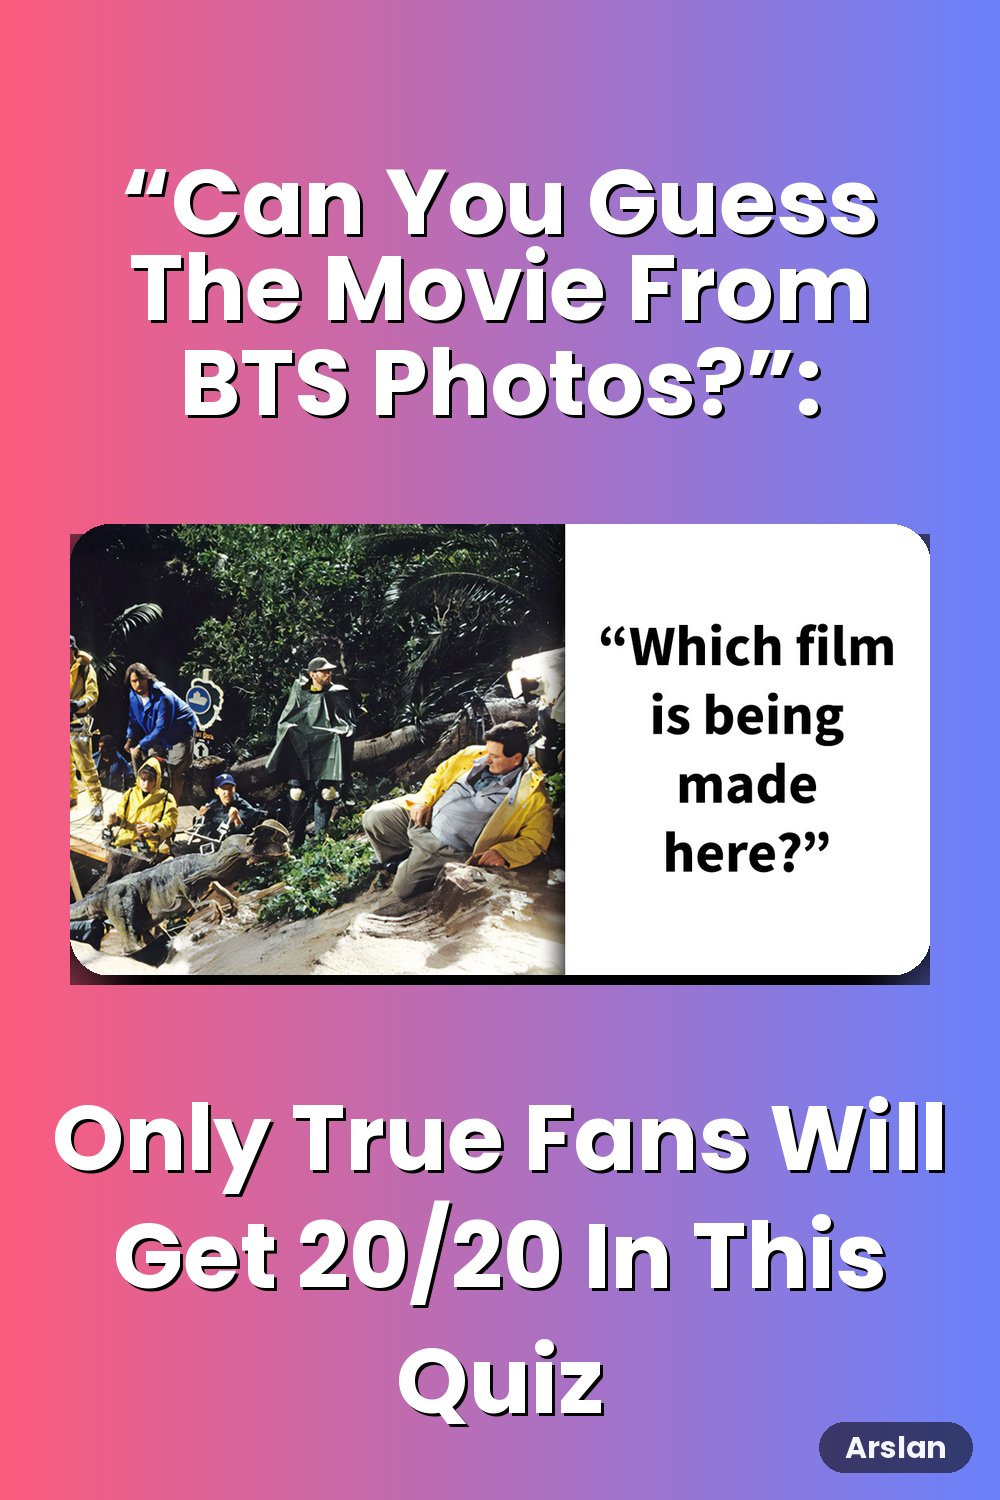 “Can You Guess
The Movie From
BTS Photos?”:
“Which film
is being
made
here?”
Only True Fans Will
Get 20/20 In This
Quiz
Arslan